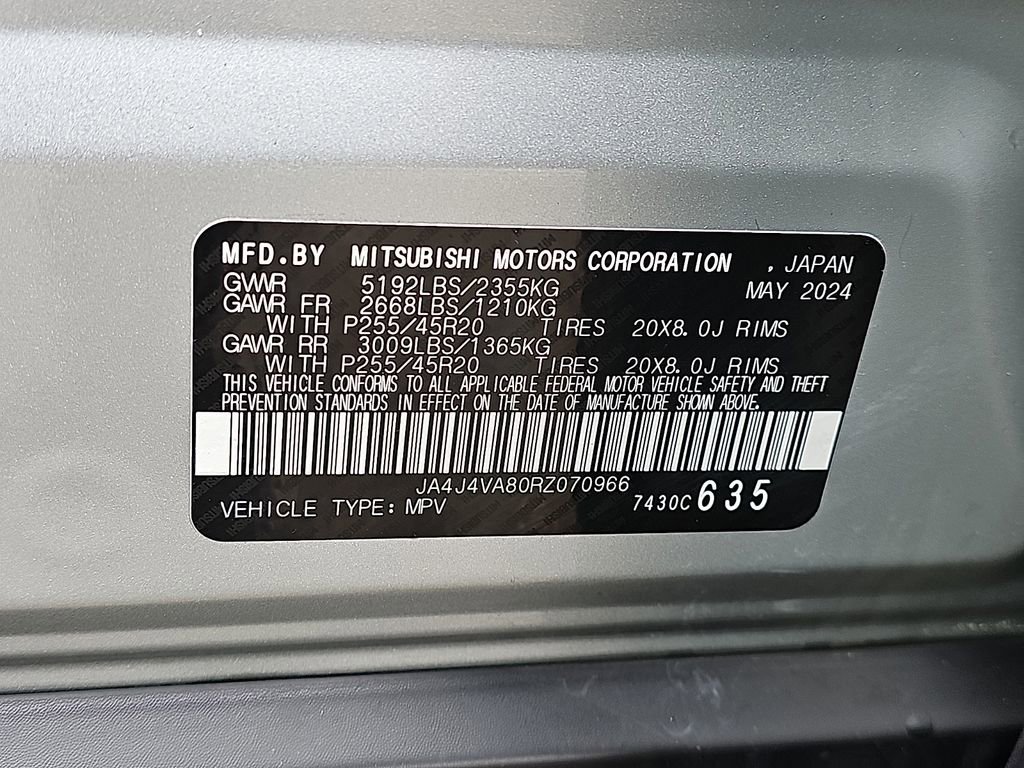 MFD.BY MITSUBISHI MOTORS CORPORATION , JAPAN
GVWR 5192LBS/2355KG MAY 2024
GAWR FR 2668LBS/1210KG
WITH P255/45R20 TIRES 20X8.0J RIMS
GAWR RR 3009LBS/1365KG
WITH P255/45R20 TIRES 20X8.0J RIMS
THIS VEHICLE CONFORMS TO ALL APPLICABLE FEDERAL MOTOR VEHICLE SAFETY AND THEFT
PREVENTION STANDARDS IN EFFECT ON THE DATE OF MANUFACTURE SHOWN ABOVE.
JA4J4VA80RZ070966
VEHICLE TYPE: MPV 7430C 635